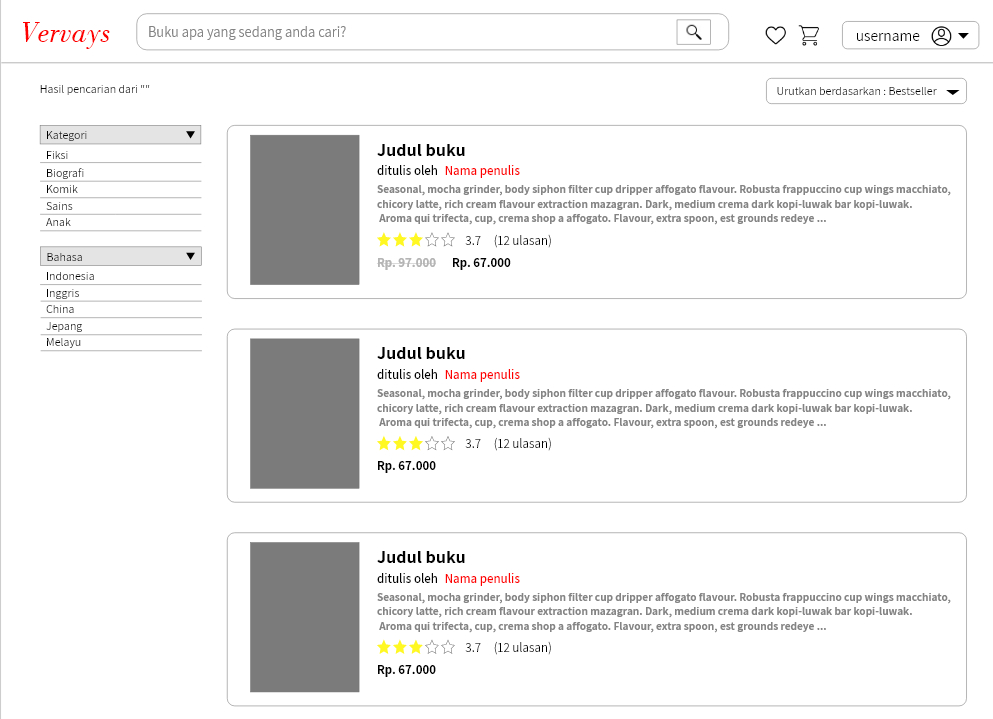 Vervays
Buku apa yang sedang anda cari?
username
Hasil pencarian dari ""
Urutkan berdasarkan : Bestseller
Kategori
Fiksi
Biografi
Komik
Sains
Anak
Bahasa
Indonesia
Inggris
China
Jepang
Melayu
Judul buku
ditulis oleh Nama penulis
Seasonal, mocha grinder, body siphon filter cup dripper affogato flavour. Robusta frappuccino cup wings macchiato,
chicory latte, rich cream flavour extraction mazagran. Dark, medium crema dark kopi-luwak bar kopi-luwak.
Aroma qui trifecta, cup, crema shop a affogato. Flavour, extra spoon, est grounds redeye ...
3.7 (12 ulasan)
Rp. 97.000 Rp. 67.000
Judul buku
ditulis oleh Nama penulis
Seasonal, mocha grinder, body siphon filter cup dripper affogato flavour. Robusta frappuccino cup wings macchiato,
chicory latte, rich cream flavour extraction mazagran. Dark, medium crema dark kopi-luwak bar kopi-luwak.
Aroma qui trifecta, cup, crema shop a affogato. Flavour, extra spoon, est grounds redeye ...
3.7 (12 ulasan)
Rp. 67.000
Judul buku
ditulis oleh Nama penulis
Seasonal, mocha grinder, body siphon filter cup dripper affogato flavour. Robusta frappuccino cup wings macchiato,
chicory latte, rich cream flavour extraction mazagran. Dark, medium crema dark kopi-luwak bar kopi-luwak.
Aroma qui trifecta, cup, crema shop a affogato. Flavour, extra spoon, est grounds redeye ...
3.7 (12 ulasan)
Rp. 67.000